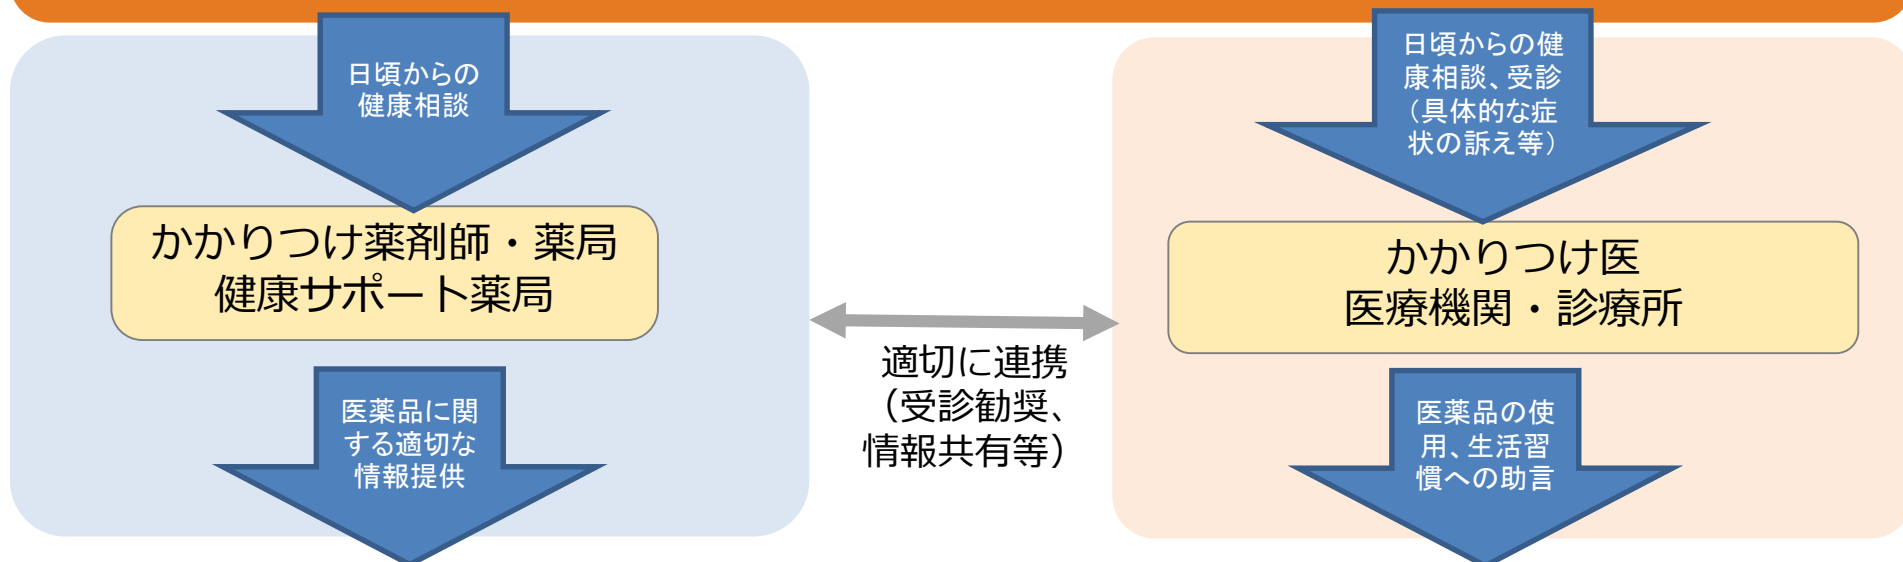 日頃からの
健康相談
日頃からの健
康相談、受診
（具体的な症
状の訴え等）
かかりつけ薬剤師・薬局
健康サポート薬局
かかりつけ医
医療機関・診療所
適切に連携
（受診勧奨、
情報共有等）
医薬品に関
する適切な
情報提供
医薬品の使
用、生活習
慣への助言